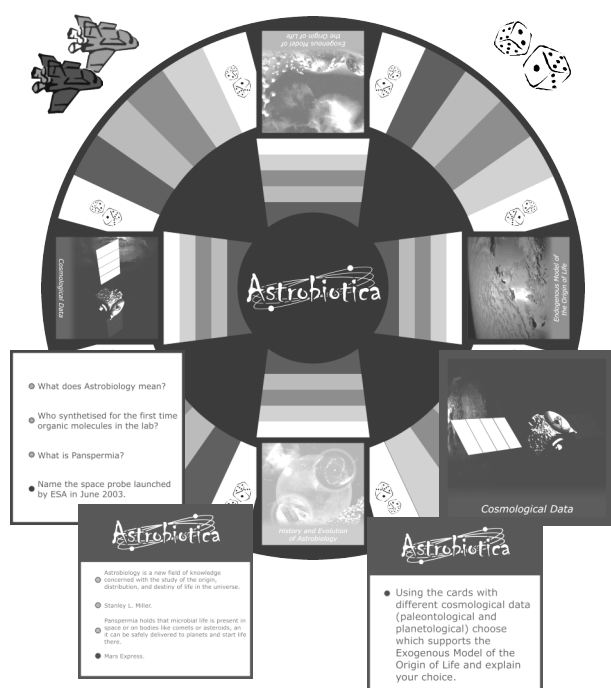 Exogenous Model of
the Origin of Life
Cosmological Data
Endogenous Model of
the Origin of Life
Astrobiotica
What does Astrobiology mean?
Who synthetised for the first time
organic molecules in the lab?
What is Panspermia?
Name the space probe launched
by ESA in June 2003.
Cosmological Data
History and Evolution
of Astrobiology
Astrobiotica
Astrobiology is a new field of knowledge
concerned with the study of the origin,
distribution, and destiny of life in the universe.
Stanley L. Miller.
Panspermia holds that microbial life is present in
space or on bodies like comets or asteroids, an
it can be safely delivered to planets and start life
there.
Mars Express.
Astrobiotica
Using the cards with
different cosmological data
(paleontological and
planetological) choose
which supports the
Exogenous Model of the
Origin of Life and explain
your choice.